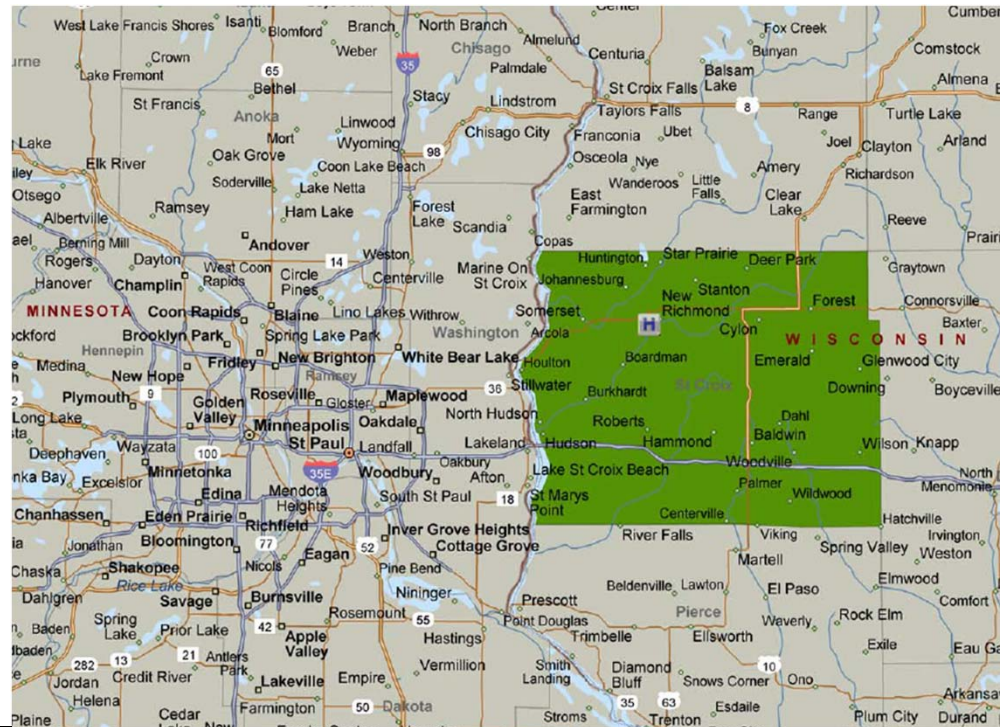 West Lake Francis Shores
Isanti
Blomford
Branch
North Branch
Center
Cumber
Weber
Chisago
Almelund
Centuria
Fox Creek
Bunyan
Comstock
urne
Crown
Lake Fremont
65
35
Palmdale
Balsam
Lake
Almena
Bethel
Stacy
St Croix Falls
St Francis
Lindstrom
Taylors Falls
8
Range
Turtle Lake
Anoka
Linwood
Mort
Wyoming
Chisago City
Franconia
Ubet
Joel
Clayton
Arland
Lake
Oak Grove
98
Osceola
Nye
Elk River
Coon Lake Beach
Amery
Richardson
Soderville
Lake Netta
Wanderoos
Little
Falls
Otsego
Ramsey
Ham Lake
Forest
Lake
East
Farmington
Clear
Lake
Reeve
Albertville
Scandia
Berning Mill
Andover
Copas
Prairi
Rogers
Dayton
Weston
Huntington
Star Prairie
Deer Park
Graytown
Hanover
West Coon
Rapids
14
Circle
Pines
Centerville
Marine On
St Croix
Johannesburg
Stanton
Champlin
New
Richmond
Forest
Connorsville
MINNESOTA
Coon Rapids
Blaine
Lino Lakes
Withrow
Somerset
H
Cylon
Baxter
ockford
Brooklyn Park
Spring Lake Park
Washington
Arcola
WISCONSIN
Hennepin
Fridley
New Brighton
White Bear Lake
Houlton
Boardman
Emerald
Glenwood City
Medina
New Hope
Ramsey
36
Stillwater
St Croix
Downing
Boyceville
Plymouth
9
Roseville
Gloster
Maplewood
Burkhardt
Long Lake
Golden
Valley
Minneapolis
Oakdale
North Hudson
Roberts
Dahl
Deephaven
Wayzata
100
St Paul
Landfall
Lakeland
Hudson
Hammond
Baldwin
Wilson
Knapp
nka Bay
Excelsior
Minnetonka
35E
Woodbury
Oakbury
Afton
Lake St Croix Beach
Woodville
North
Menomonie
Edina
Mendota
Heights
South St Paul
18
St Marys
Point
Palmer
Wildwood
Chanhassen
Eden Prairie
Richfield
Centerville
Hatchville
Jonathan
Bloomington
77
52
Inver Grove Heights
Cottage Grove
River Falls
Viking
Spring Valley
Irvington
Weston
Chaska
Shakopee
Nicols
Eagan
Pine Bend
Martell
Dahlgren
Rice Lake
Savage
Burnsville
Nininger
Beldenville
Lawton
El Paso
Elmwood
Comfort
Spring
Lake
42
Rosemount
55
Prescott
Point Douglas
Pierce
Waverly
Rock Elm
Baden
Prior Lake
Apple
Valley
Hastings
Trimbelle
Ellsworth
Exile
dbaden
282
13
21
Antlers
Park
Vermillion
Smith
Landing
Diamond
Bluff
10
Eau Ga
Jordan
Credit River
Lakeville
Empire
Snows Corner
Ono
Helena
Farmington
50
Dakota
35
63
Esdaile
Arkansa
Plaine
Cedar
Stroms
Trenton
Plum City
Durand